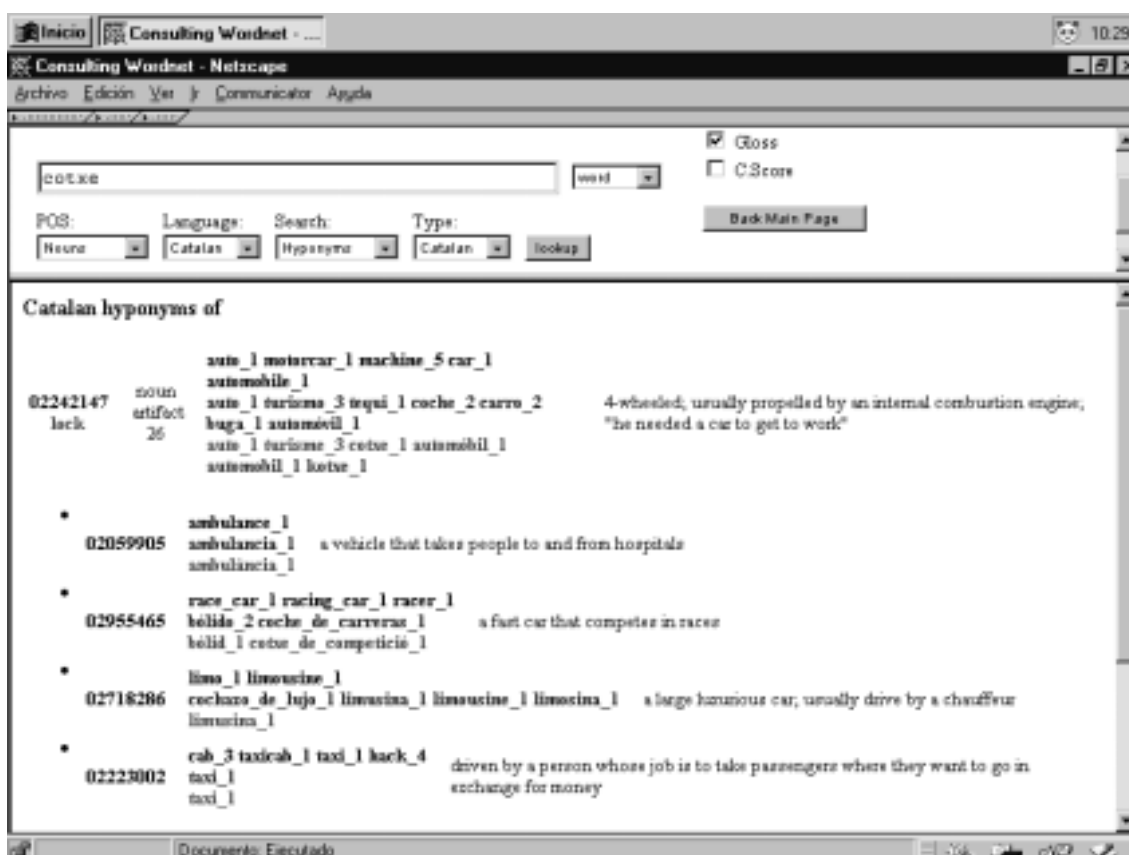 Inicio Consulting Wordnet - .... 10:29
Consulting Wordnet - Netscape
Archivo Edición Ver Ir Communicator Ayuda
Gloss
cotxe word C.Score
POS: Language: Search: Type: Back Main Page
Nouns Catalan Hyponyms Catalan lookup
Catalan hyponyms of
auto_1 motorcar_1 machine_5 car_1
automobile_1
02242147 noun auto_1 turismo_3 tequi_1 coche_2 carro_2 4-wheeled; usually propelled by an internal combustion engine;
artifact buga_1 automóvil_1 "he needed a car to get to work"
26 auto_1 turisme_3 cotxe_1 automòbil_1
automobil_1 kotxe_1
ambulance_1
02059905 ambulancia_1 a vehicle that takes people to and from hospitals
ambulància_1
race_car_1 racing_car_1 racer_1
02955465 bólido_2 coche_de_carreras_1 a fast car that competes in races
bòlid_1 cotxe_de_competició_1
limo_1 limousine_1
02718286 cochazo_de_lujo_1 limusina_1 limousine_1 limosina_1 a large luxurious car; usually drive by a chauffeur
limusina_1
cab_3 taxicab_1 taxi_1 hack_4
02223002 taxi_1 driven by a person whose job is to take passengers where they want to go in
taxi_1 exchange for money
Documento: Ejecutado